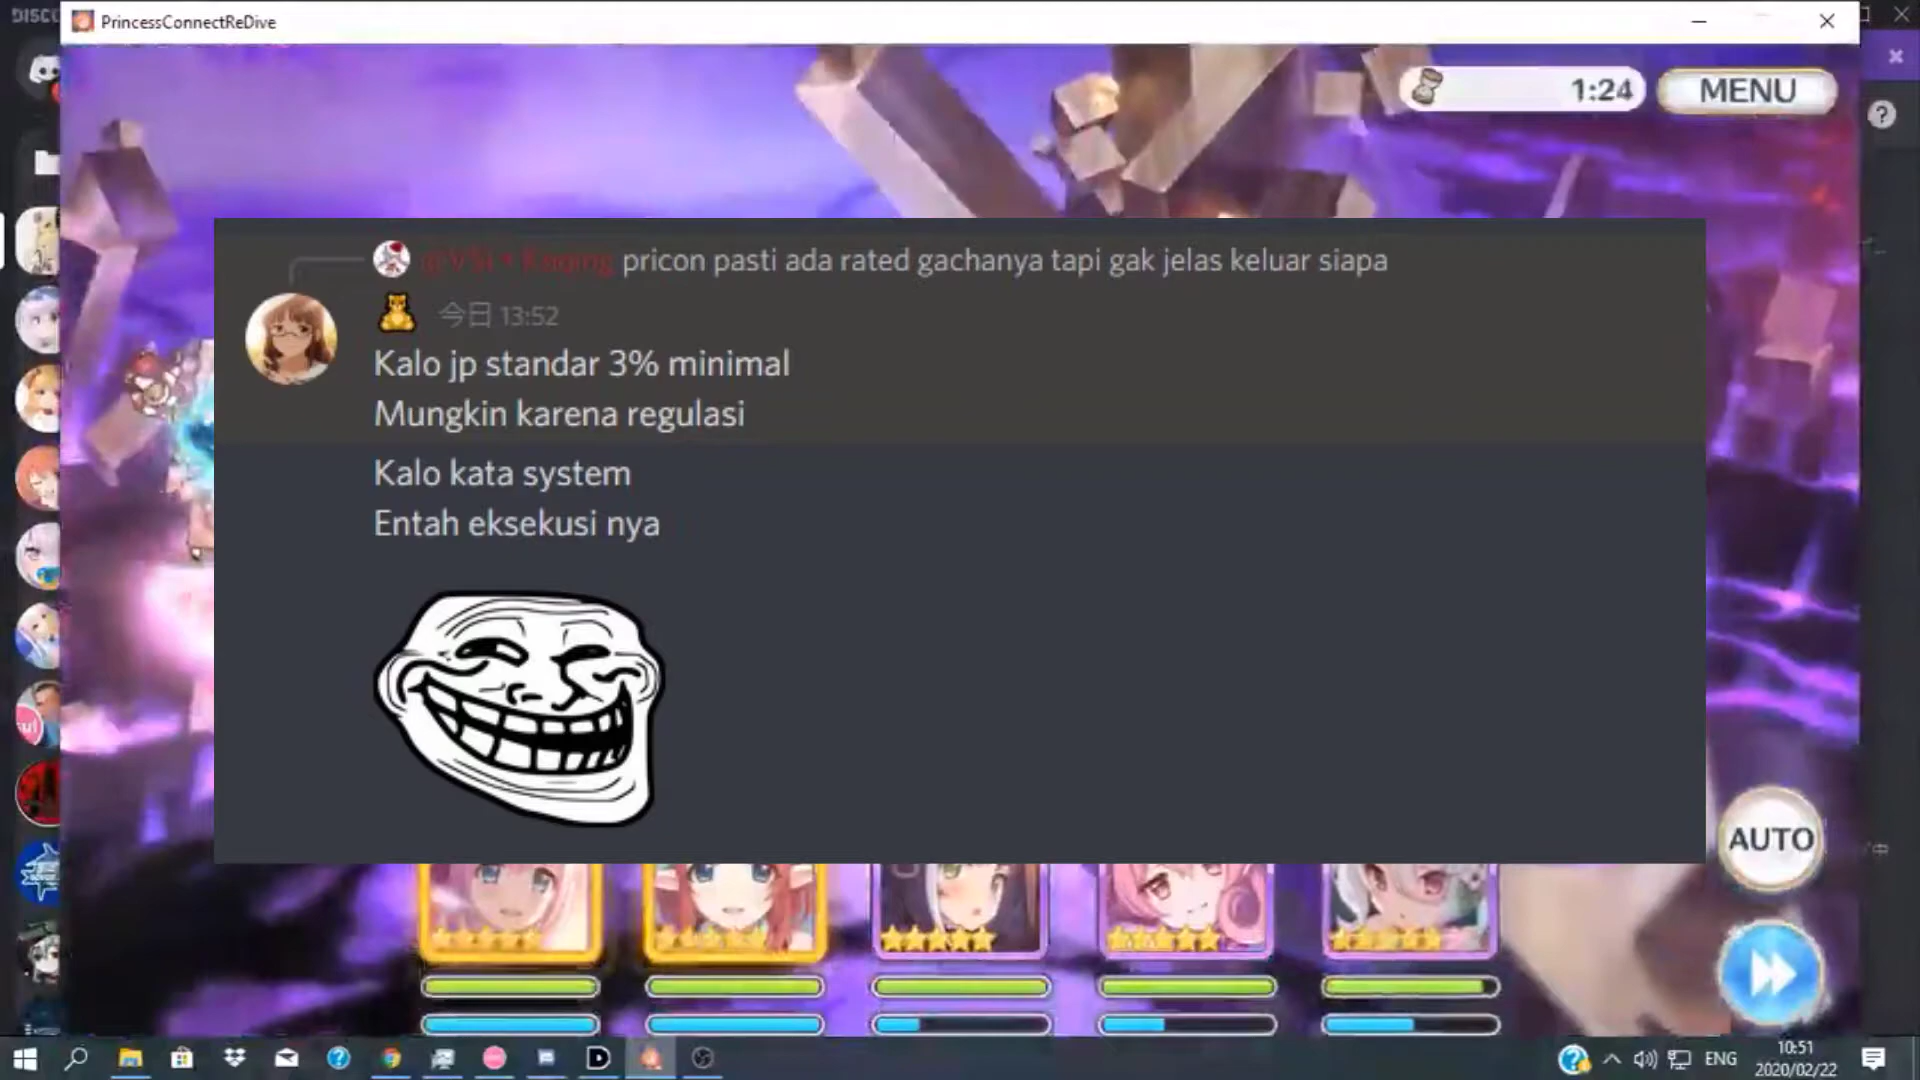 DISCO
PrincessConnectReDive
1:24
MENU
pricon pasti ada rated gachanya tapi gak jelas keluar siapa
今日 13:52
Kalo jp standar 3% minimal
Mungkin karena regulasi
Kalo kata system
Entah eksekusi nya
AUTO
ENG
10:51
2020/02/22